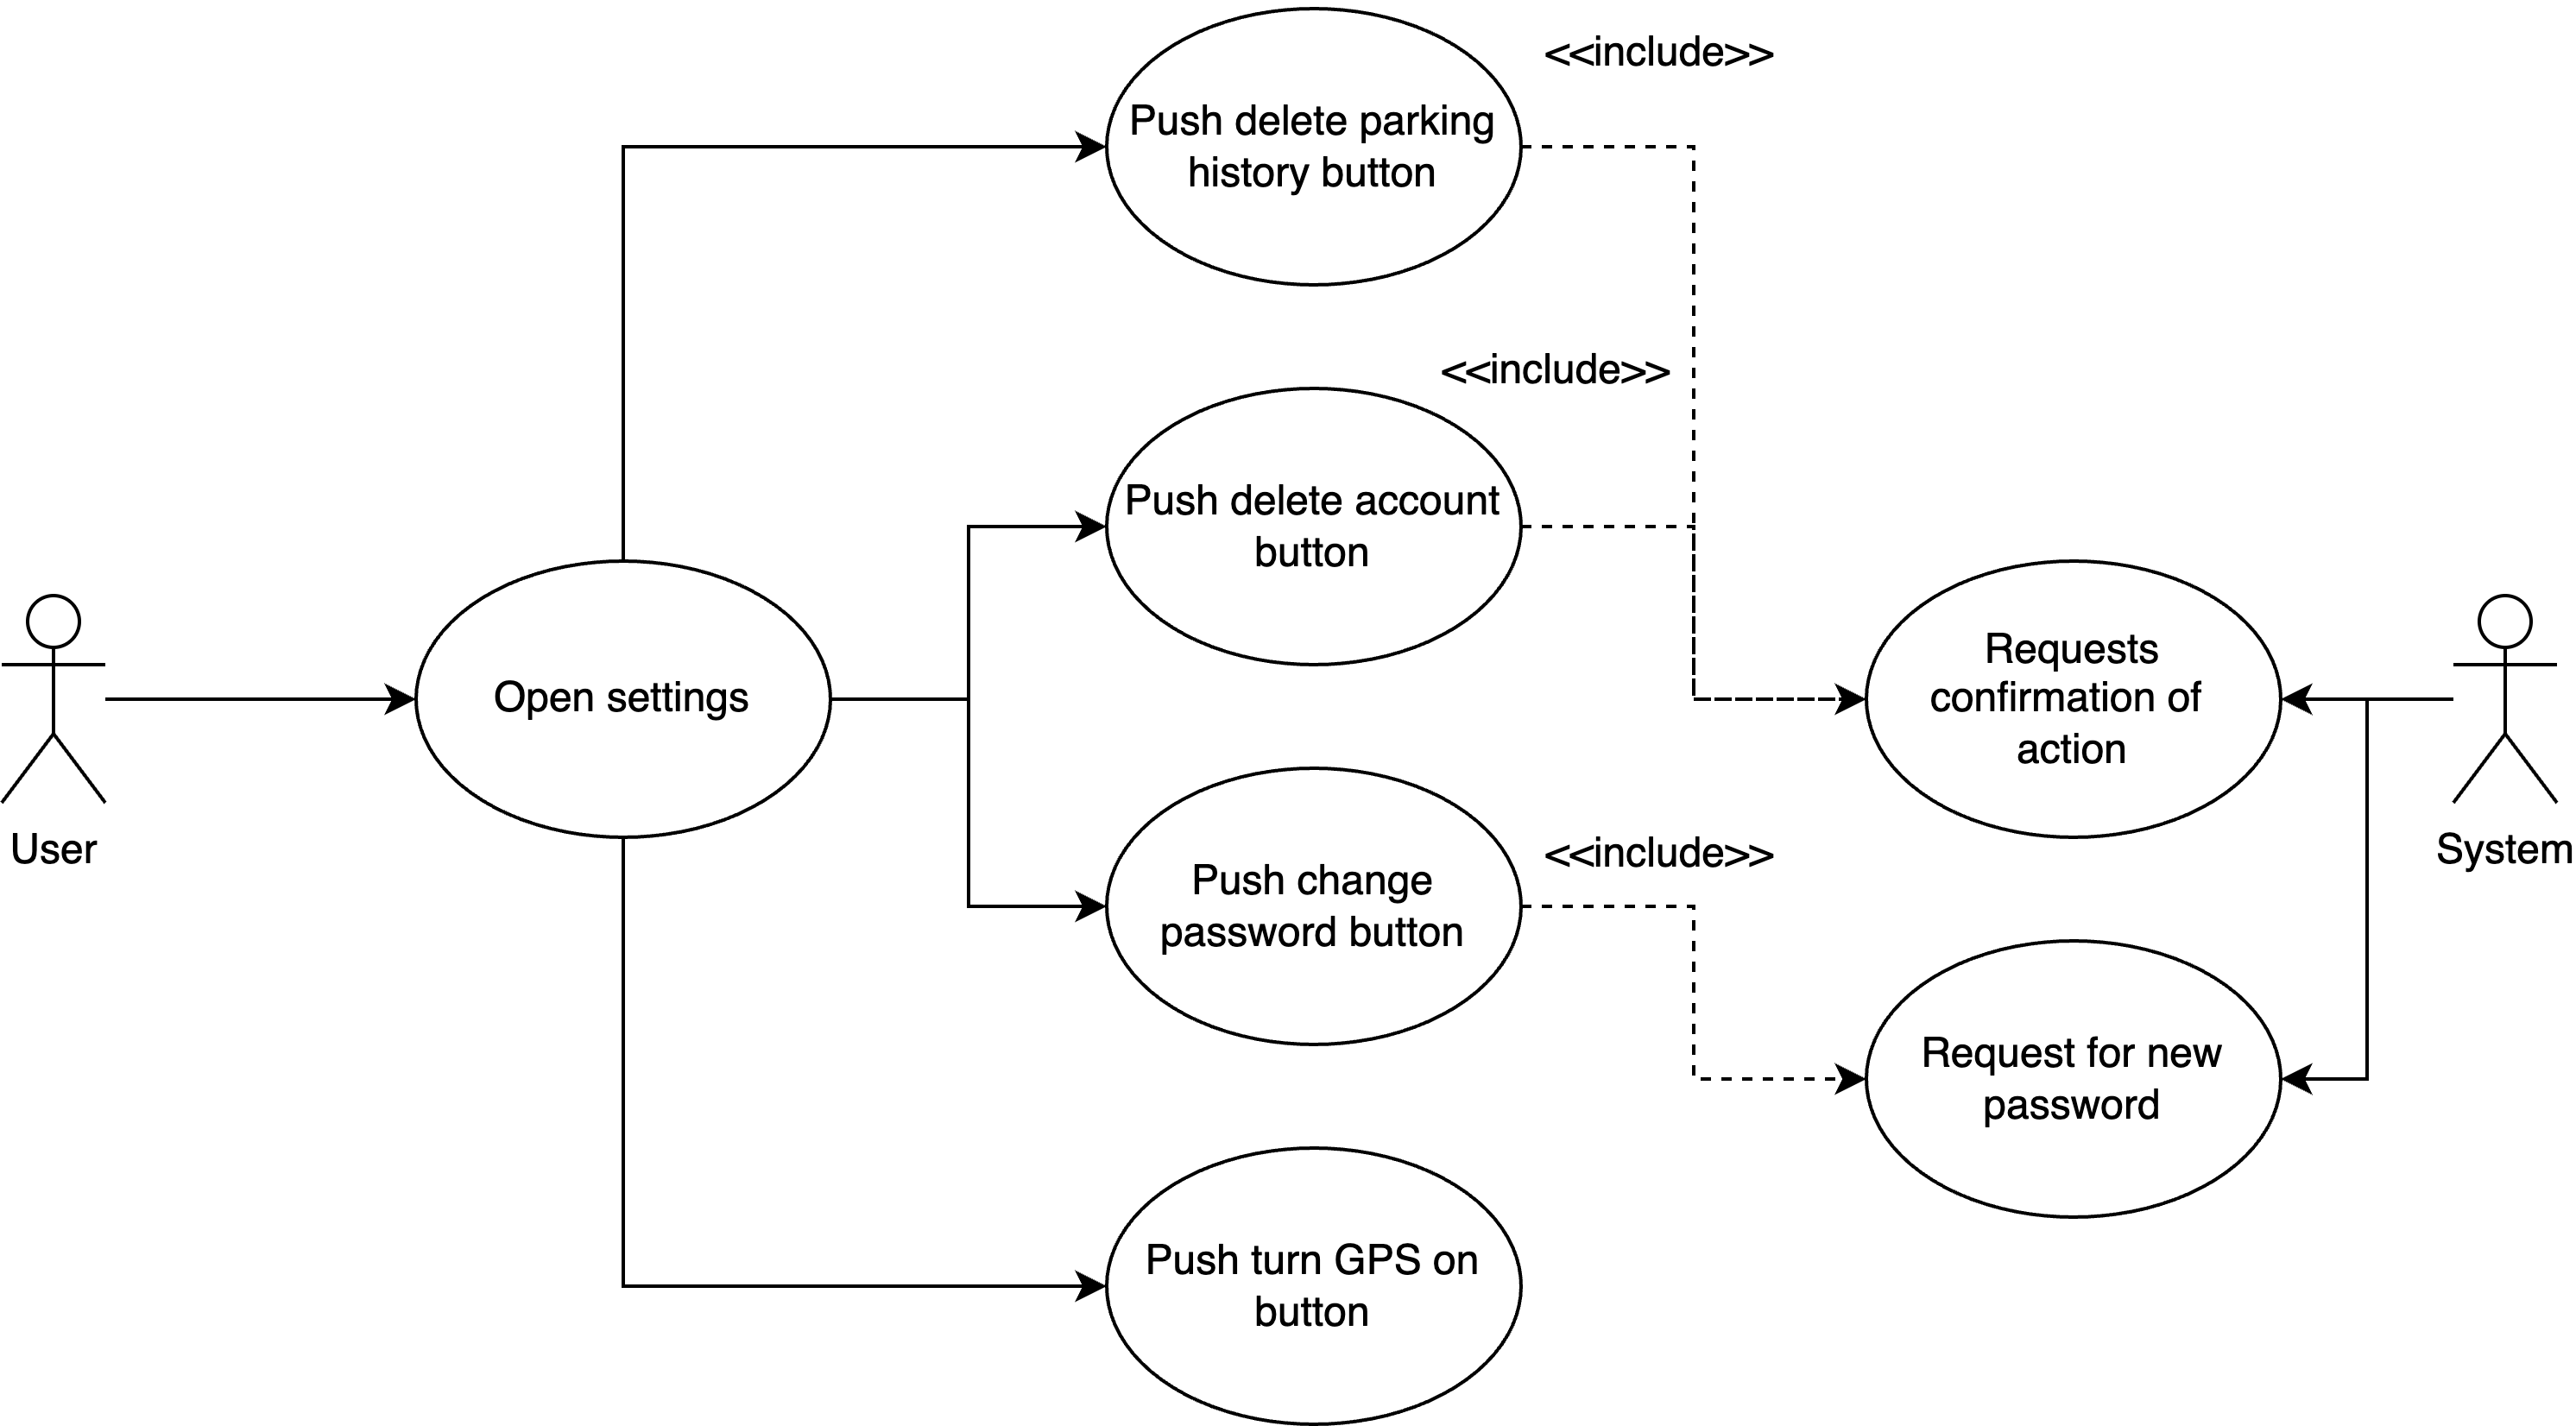 <<include>>
Push delete parking
history button
<<include>>
Push delete account
button
Open settings
Requests
confirmation of
action
User
System
<<include>>
Push change
password button
Request for new
password
Push turn GPS on
button